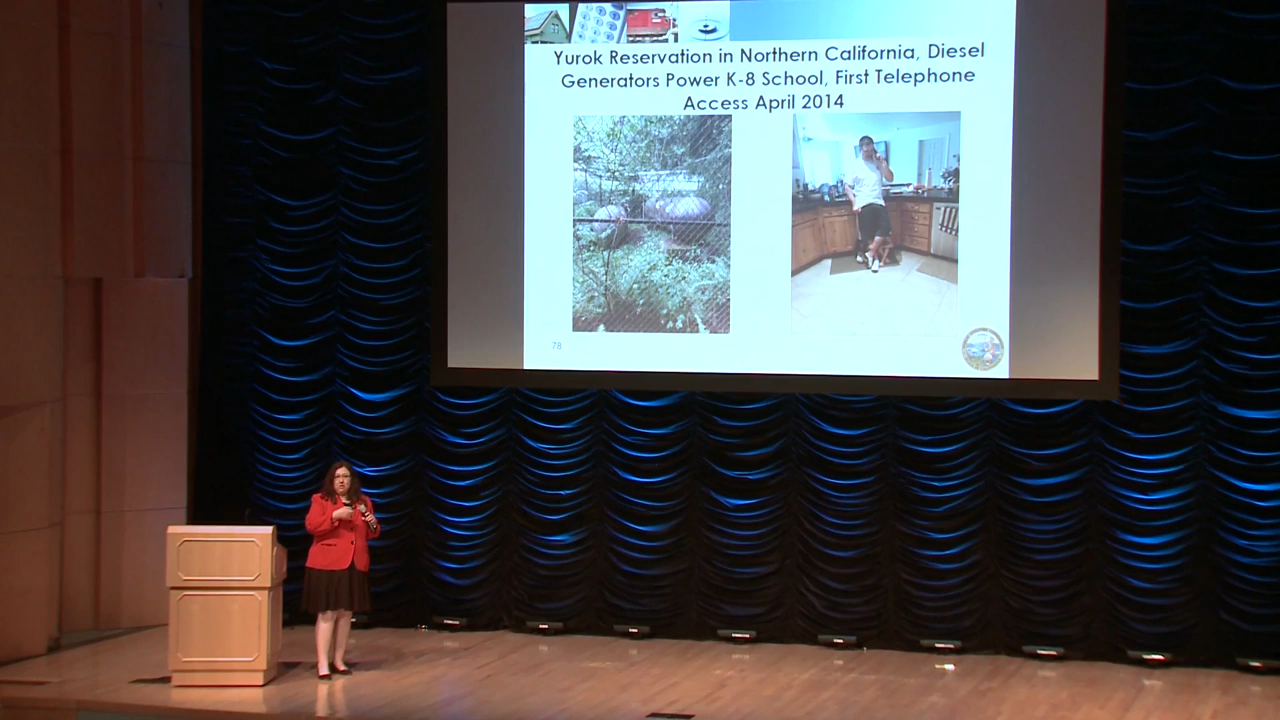 Yurok Reservation in Northern California, Diesel
Generators Power K-8 School, First Telephone
Access April 2014
78